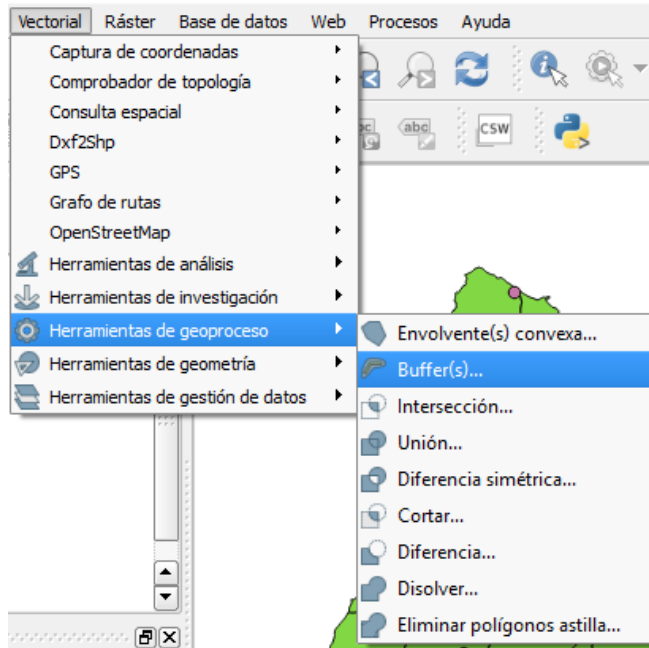 Vectorial Ráster Base de datos Web Procesos Ayuda
Captura de coordenadas
Comprobador de topología
Consulta espacial
Dxf2Shp
GPS
Grafo de rutas
OpenStreetMap
Herramientas de análisis
Herramientas de investigación
Herramientas de geoproceso
Herramientas de geometría
Herramientas de gestión de datos
abc
CSW
Envolvente(s) convexa...
Buffer(s)...
Intersección...
Unión...
Diferencia simétrica...
Cortar...
Diferencia...
Disolver...
Eliminar polígonos astilla...